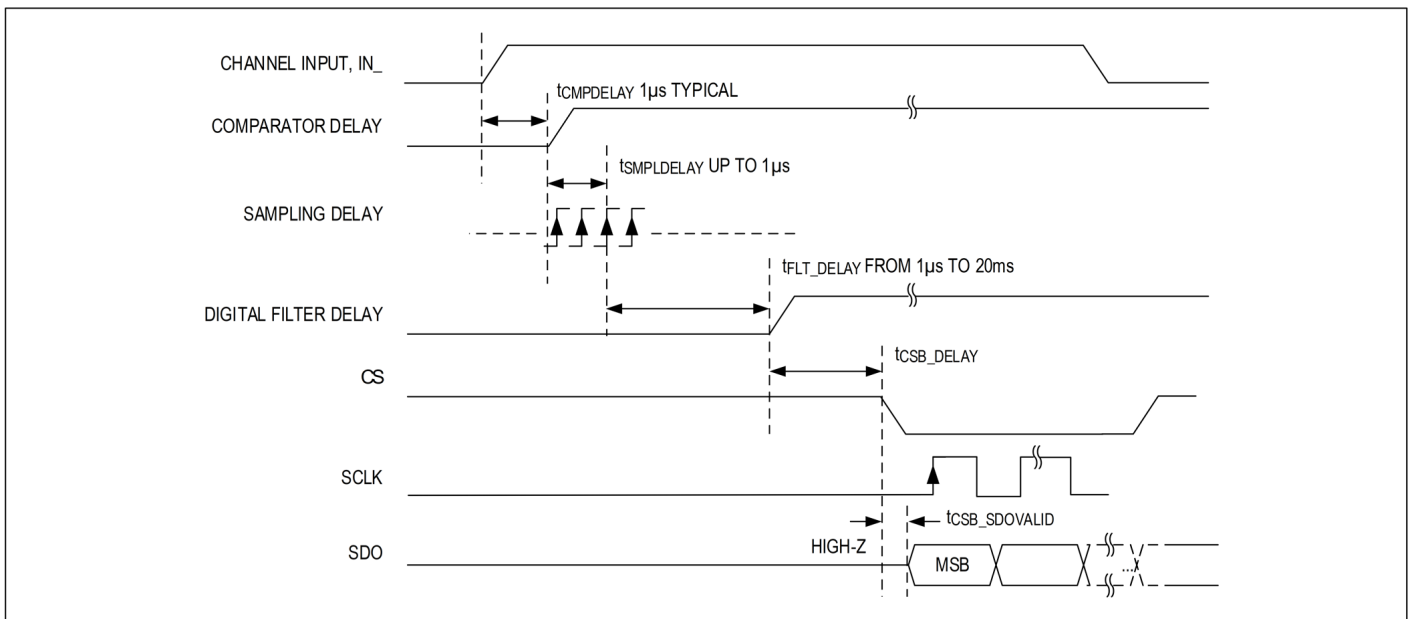 CHANNEL INPUT, IN_
tCMPDELAY 1µs TYPICAL
COMPARATOR DELAY
tSMPLDELAY UP TO 1µs
SAMPLING DELAY
tFLT_DELAY FROM 1µs TO 20ms
DIGITAL FILTER DELAY
tCSB_DELAY
CS
SCLK
tCSB_SDOVALID
HIGH-Z
SDO
MSB
...